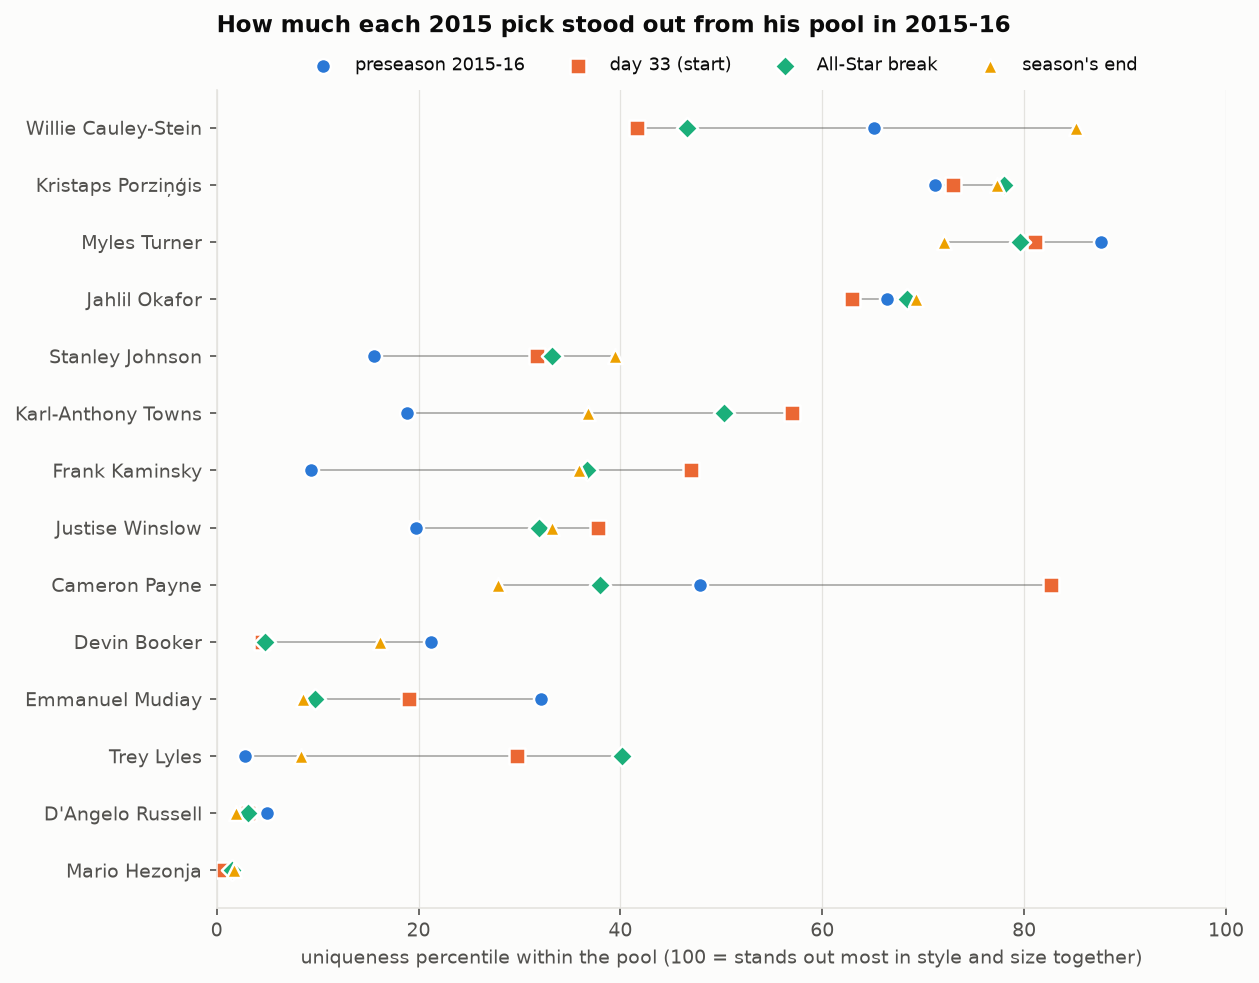 How much each 2015 pick stood out from his pool in 2015-16
preseason 2015-16
day 33 (start)
All-Star break
season's end
Willie Cauley-Stein
Kristaps Porziņģis
Myles Turner
Jahlil Okafor
Stanley Johnson
Karl-Anthony Towns
Frank Kaminsky
Justise Winslow
Cameron Payne
Devin Booker
Emmanuel Mudiay
Trey Lyles
D'Angelo Russell
Mario Hezonja
0 20 40 60 80 100
uniqueness percentile within the pool (100 = stands out most in style and size together)